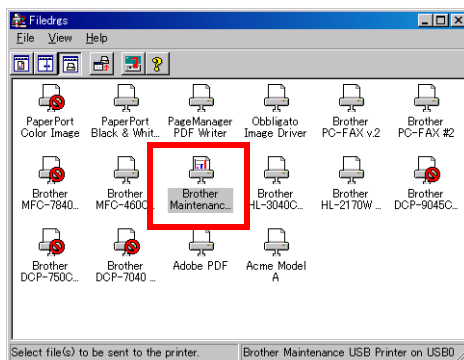 Filedrgs
File View Help
PaperPort
Color Image
PaperPort
Black & Whit...
PageManager
PDF Writer
Obbligato
Image Driver
Brother
PC-FAX v.2
Brother
PC-FAX #2
Brother
MFC-7840...
Brother
MFC-460C...
Brother
Maintenanc...
Brother
HL-3040C...
Brother
HL-2170W ...
Brother
DCP-9045C...
Brother
DCP-750C...
Brother
DCP-7040 ...
Adobe PDF
Acme Model
A
Select file(s) to be sent to the printer.
Brother Maintenance USB Printer on USB0